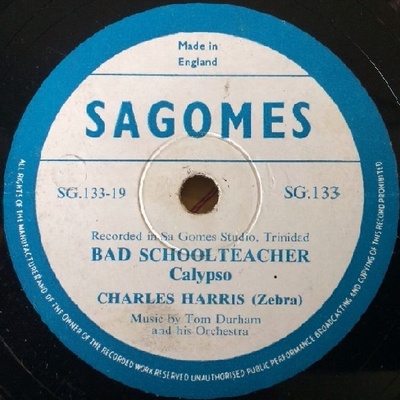 Made in
England
SAGOMES
SG.133-19
SG.133
Recorded in Sa Gomes Studio, Trinidad
BAD SCHOOLTEACHER
Calypso
CHARLES HARRIS (Zebra)
Music by Tom Durham
and his Orchestra
ALL RIGHTS OF THE MANUFACTURER AND OF THE OWNER OF THE RECORDED WORK RESERVED UNAUTHORISED PUBLIC PERFORMANCE BROADCASTING AND COPYING OF THIS RECORD PROHIBITED